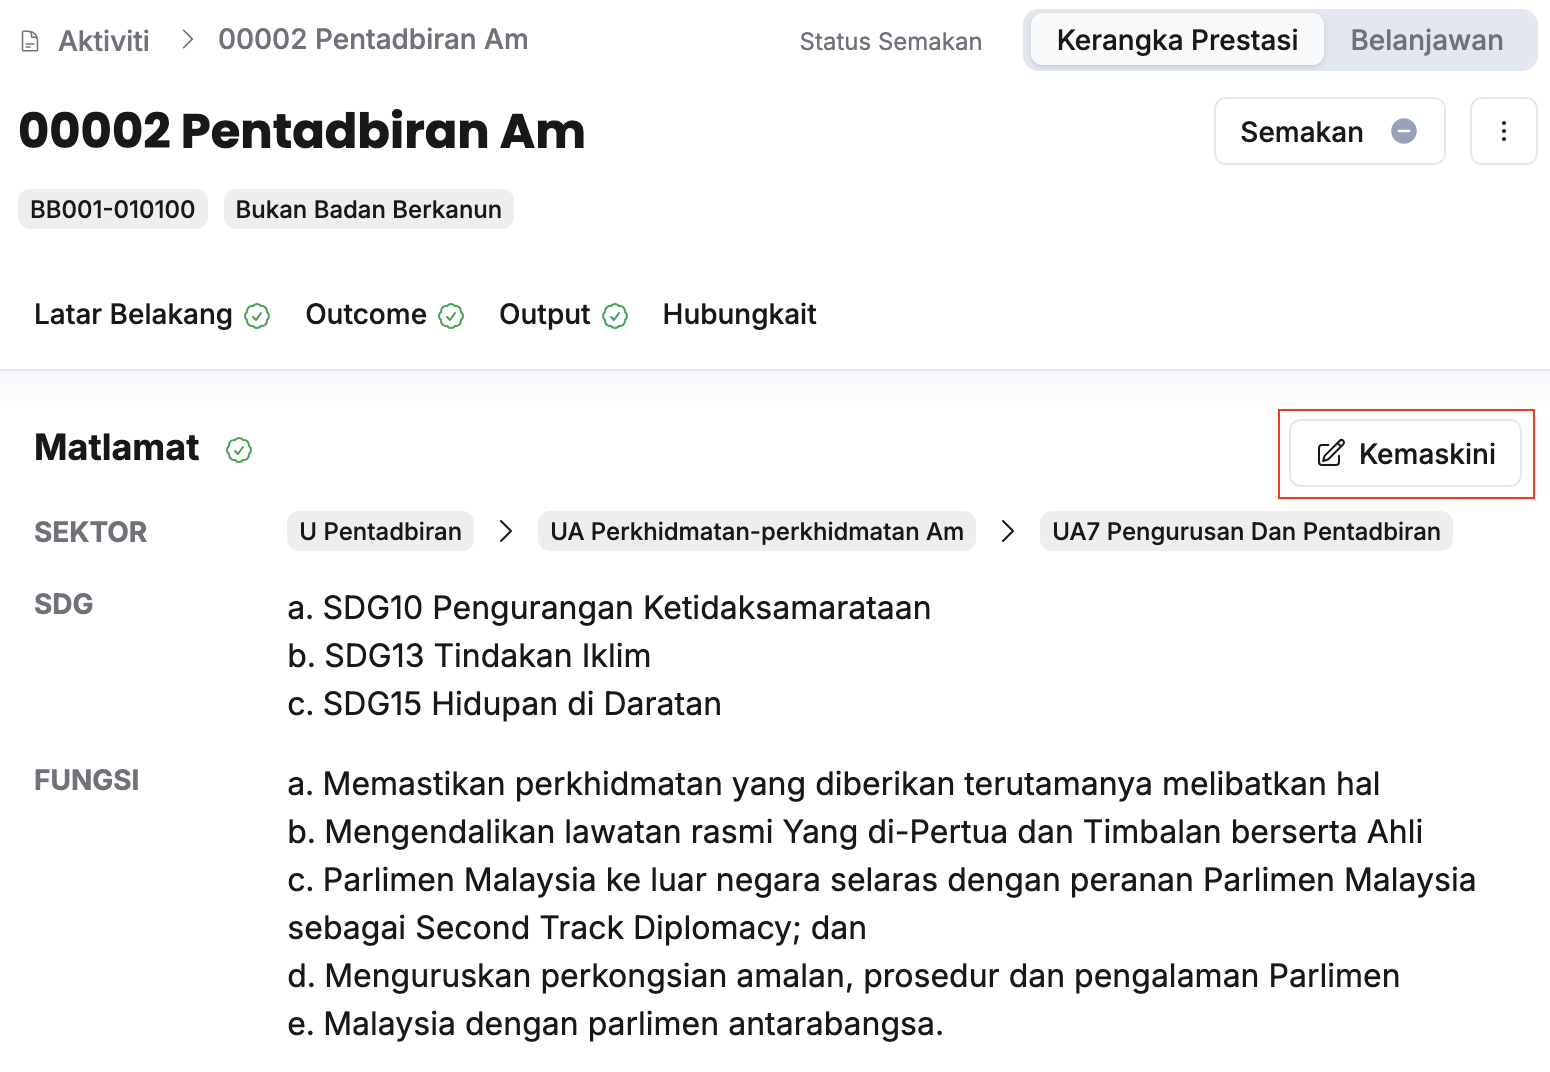 Aktiviti > 00002 Pentadbiran Am
Status Semakan
Kerangka Prestasi
Belanjawan
00002 Pentadbiran Am
Semakan
BB001-010100
Bukan Badan Berkanun
Latar Belakang
Outcome
Output
Hubungkait
Matlamat
Kemaskini
SEKTOR
U Pentadbiran > UA Perkhidmatan-perkhidmatan Am > UA7 Pengurusan Dan Pentadbiran
SDG
a. SDG10 Pengurangan Ketidaksamarataan
b. SDG13 Tindakan Iklim
c. SDG15 Hidupan di Daratan
FUNGSI
a. Memastikan perkhidmatan yang diberikan terutamanya melibatkan hal
b. Mengendalikan lawatan rasmi Yang di-Pertua dan Timbalan berserta Ahli
c. Parlimen Malaysia ke luar negara selaras dengan peranan Parlimen Malaysia
sebagai Second Track Diplomacy; dan
d. Menguruskan perkongsian amalan, prosedur dan pengalaman Parlimen
e. Malaysia dengan parlimen antarabangsa.